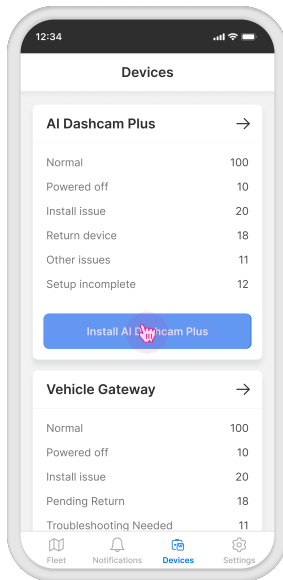 12:34
Devices
AI Dashcam Plus
Normal 100
Powered off 10
Install issue 20
Return device 18
Other issues 11
Setup incomplete 12
Install AI Dashcam Plus
Vehicle Gateway
Normal 100
Powered off 10
Install issue 20
Pending Return 18
Troubleshooting Needed 11
Fleet Notifications Devices Settings